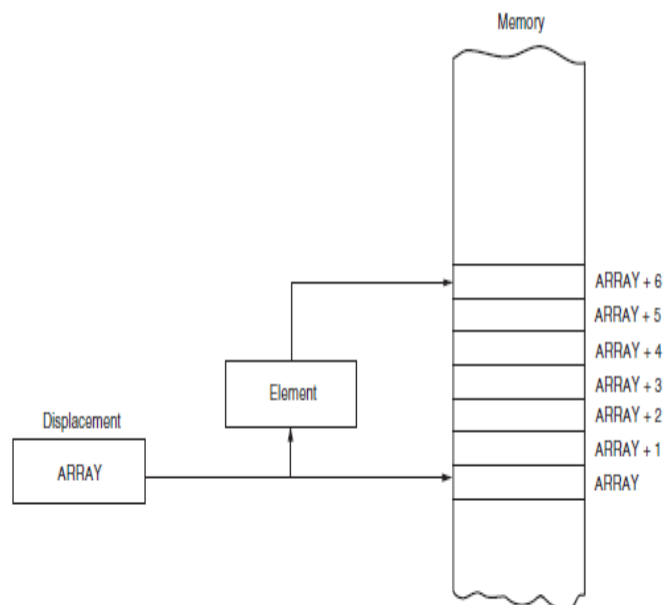 Memory
ARRAY + 6
ARRAY + 5
ARRAY + 4
Element
ARRAY + 3
ARRAY + 2
Displacement
ARRAY + 1
ARRAY
ARRAY